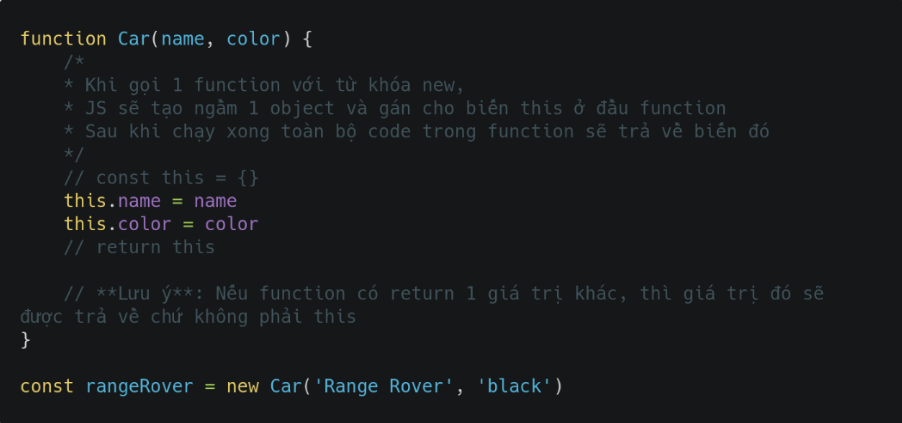 function Car(name, color) {
    /*
    * Khi gọi 1 function với từ khóa new,
    * JS sẽ tạo ngầm 1 object và gán cho biến this ở đầu function
    * Sau khi chạy xong toàn bộ code trong function sẽ trả về biến đó
    */
    // const this = {}
    this.name = name
    this.color = color
    // return this

    // **Lưu ý**: Nếu function có return 1 giá trị khác, thì giá trị đó sẽ
được trả về chứ không phải this
}

const rangeRover = new Car('Range Rover', 'black')